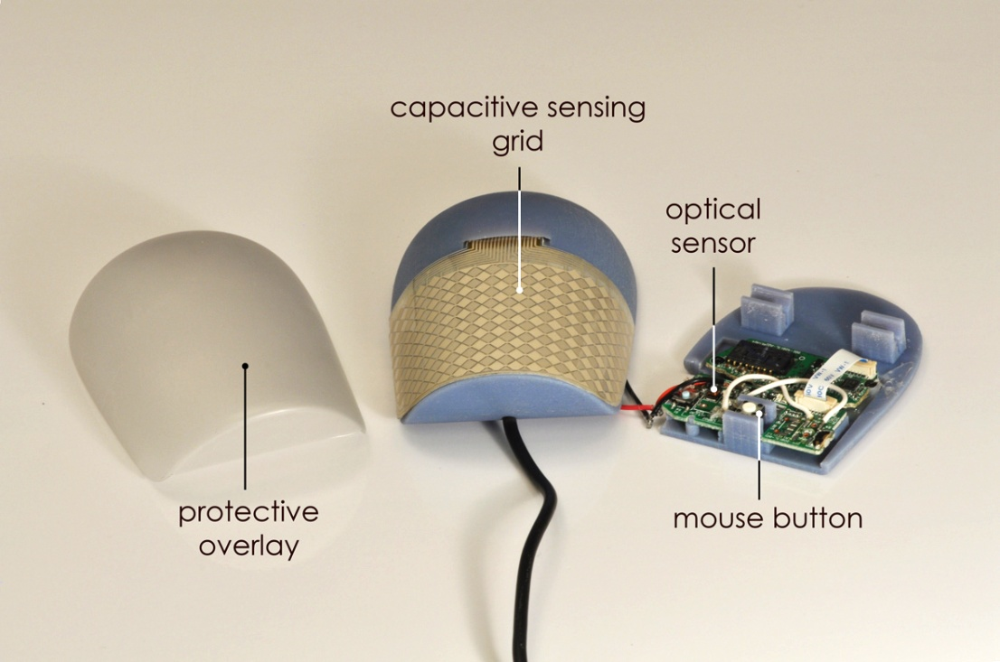 capacitive sensing
grid
optical
sensor
protective
overlay
mouse button